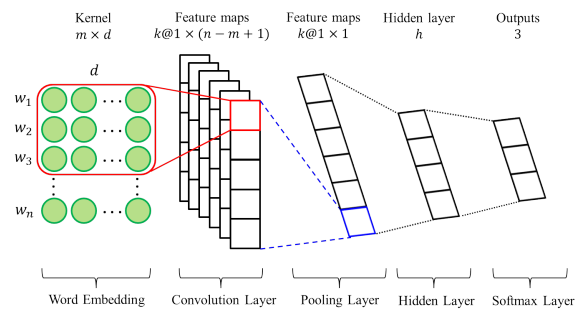 Kernel Feature maps Feature maps Hidden layer Outputs
m × d k@1 × (n − m + 1) k@1 × 1 h 3
d
w₁ ...
w₂ ...
w₃ ...
wₙ ...
Word Embedding Convolution Layer Pooling Layer Hidden Layer Softmax Layer